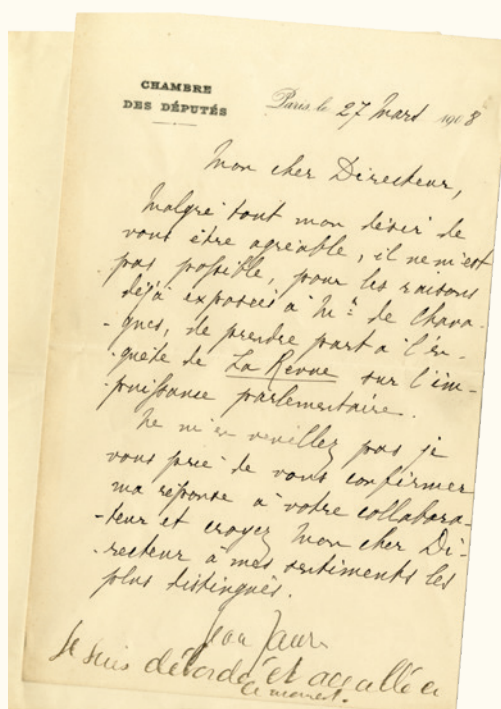 CHAMBRE
DES DÉPUTÉS
Paris, le 27 Mars 1908
Mon cher Directeur,
Malgré tout mon désir de
vous être agréable, il ne m'est
pas possible, pour les raisons
déjà exposées à Mr de Chava-
-gnes, de prendre part à l'en-
-quête de La Revue sur l'im-
-puissance parlementaire.
Ne m'en veuillez pas je
vous prie de vous confirmer
ma réponse à votre collabora-
-teur et croyez Mon cher Di-
-recteur à mes sentiments les
plus distingués.
Jean Jaurès
Je suis débordé et accablé en
ce moment.